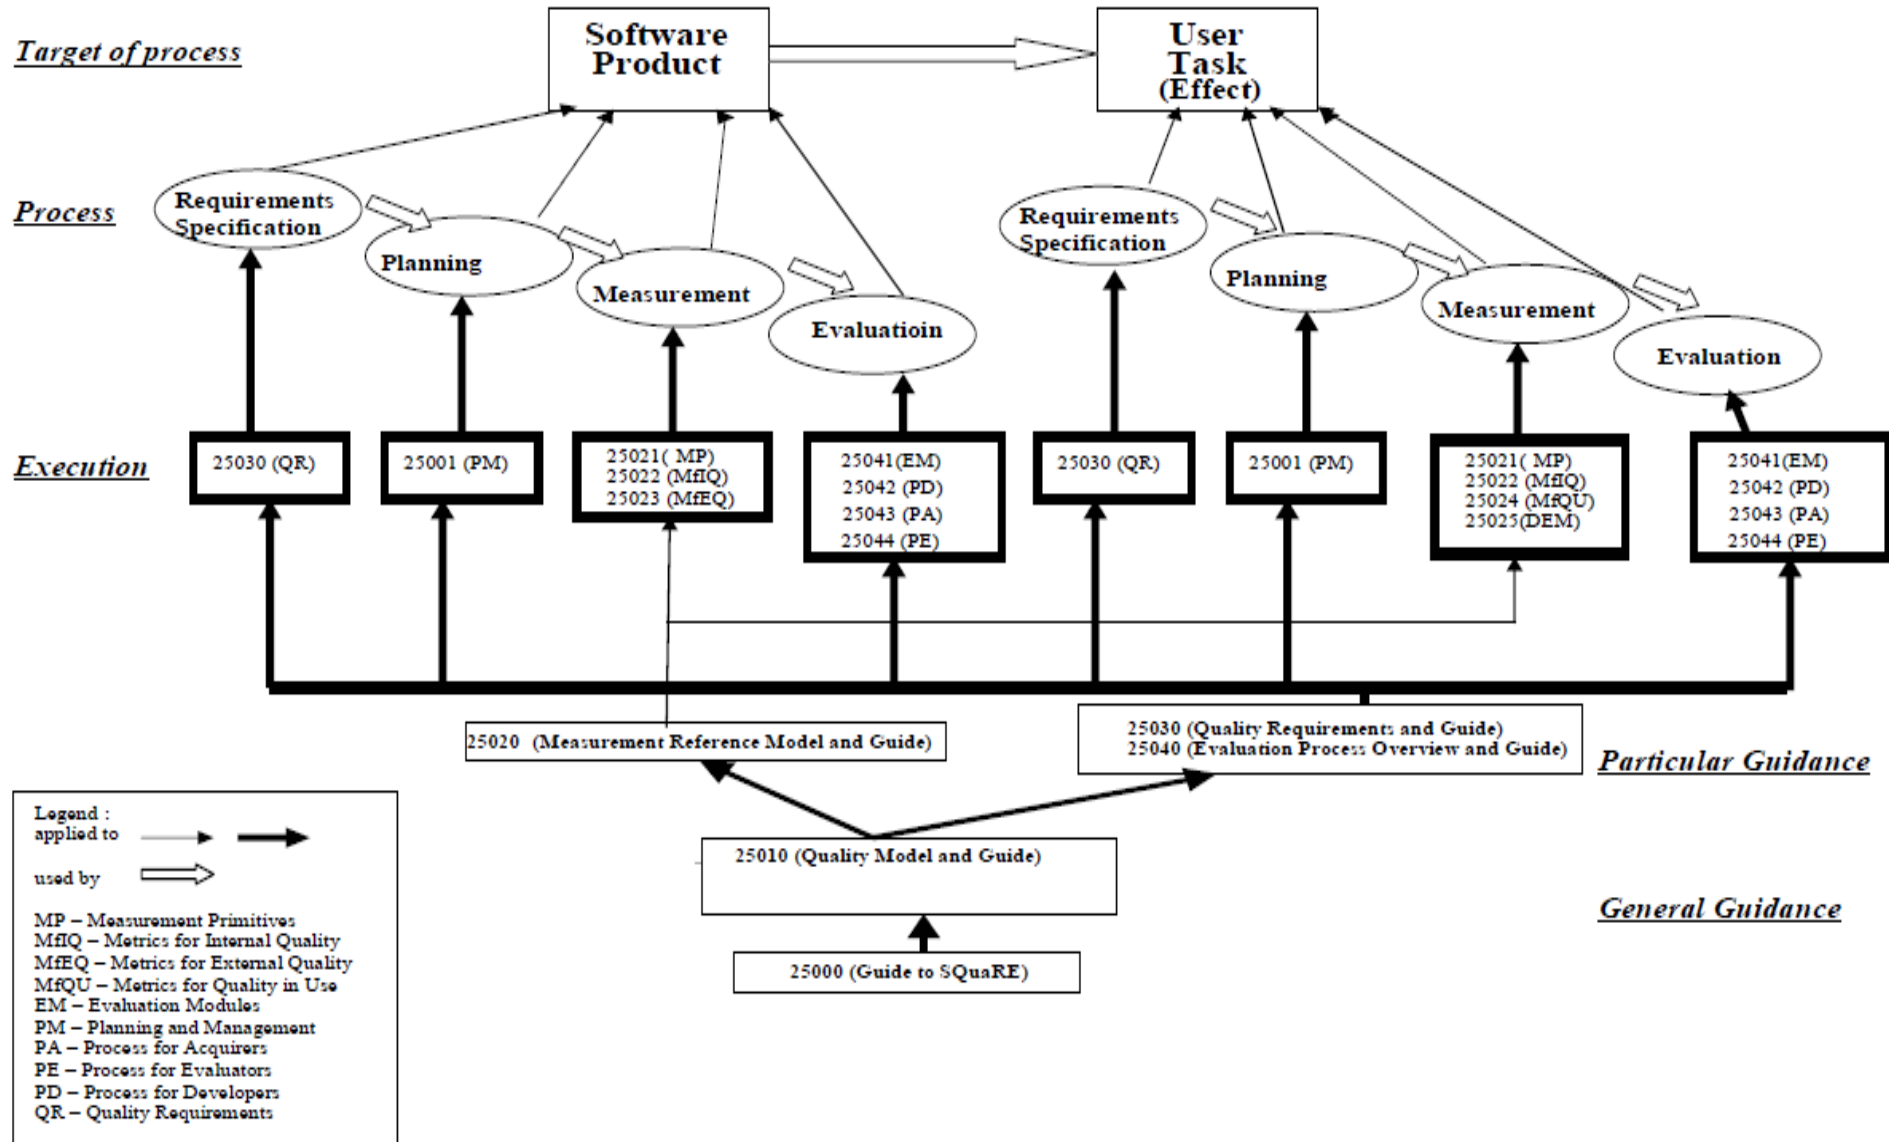 Target of process
Software
Product
User
Task
(Effect)
Process
Requirements
Specification
Planning
Measurement
Evaluatioin
Requirements
Specification
Planning
Measurement
Evaluation
Execution
25030 (QR)
25001 (PM)
25021( MP)
25022 (MfIQ)
25023 (MfEQ)
25041(EM)
25042 (PD)
25043 (PA)
25044 (PE)
25030 (QR)
25001 (PM)
25021( MP)
25022 (MfIQ)
25024 (MfQU)
25025(DEM)
25041(EM)
25042 (PD)
25043 (PA)
25044 (PE)
25020 (Measurement Reference Model and Guide)
25030 (Quality Requirements and Guide)
25040 (Evaluation Process Overview and Guide)
Particular Guidance
25010 (Quality Model and Guide)
General Guidance
25000 (Guide to SQuaRE)
Legend :
applied to
used by
MP – Measurement Primitives
MfIQ – Metrics for Internal Quality
MfEQ – Metrics for External Quality
MfQU – Metrics for Quality in Use
EM – Evaluation Modules
PM – Planning and Management
PA – Process for Acquirers
PE – Process for Evaluators
PD – Process for Developers
QR – Quality Requirements